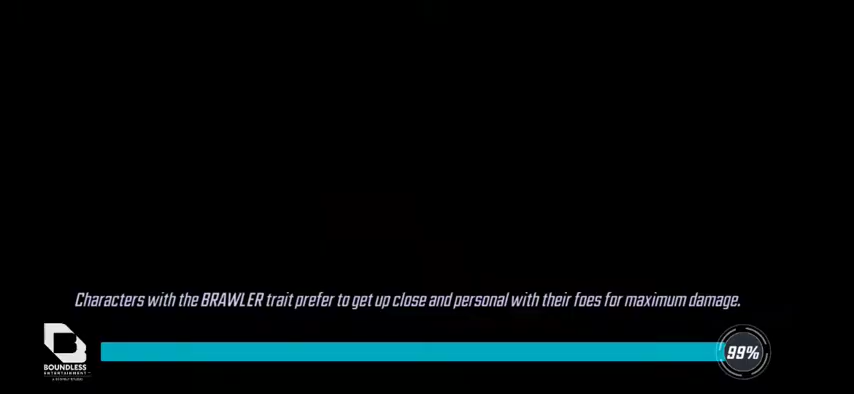 Characters with the BRAWLER trait prefer to get up close and personal with their foes for maximum damage.
BOUNDLESS
ENTERTAINMENT
99%